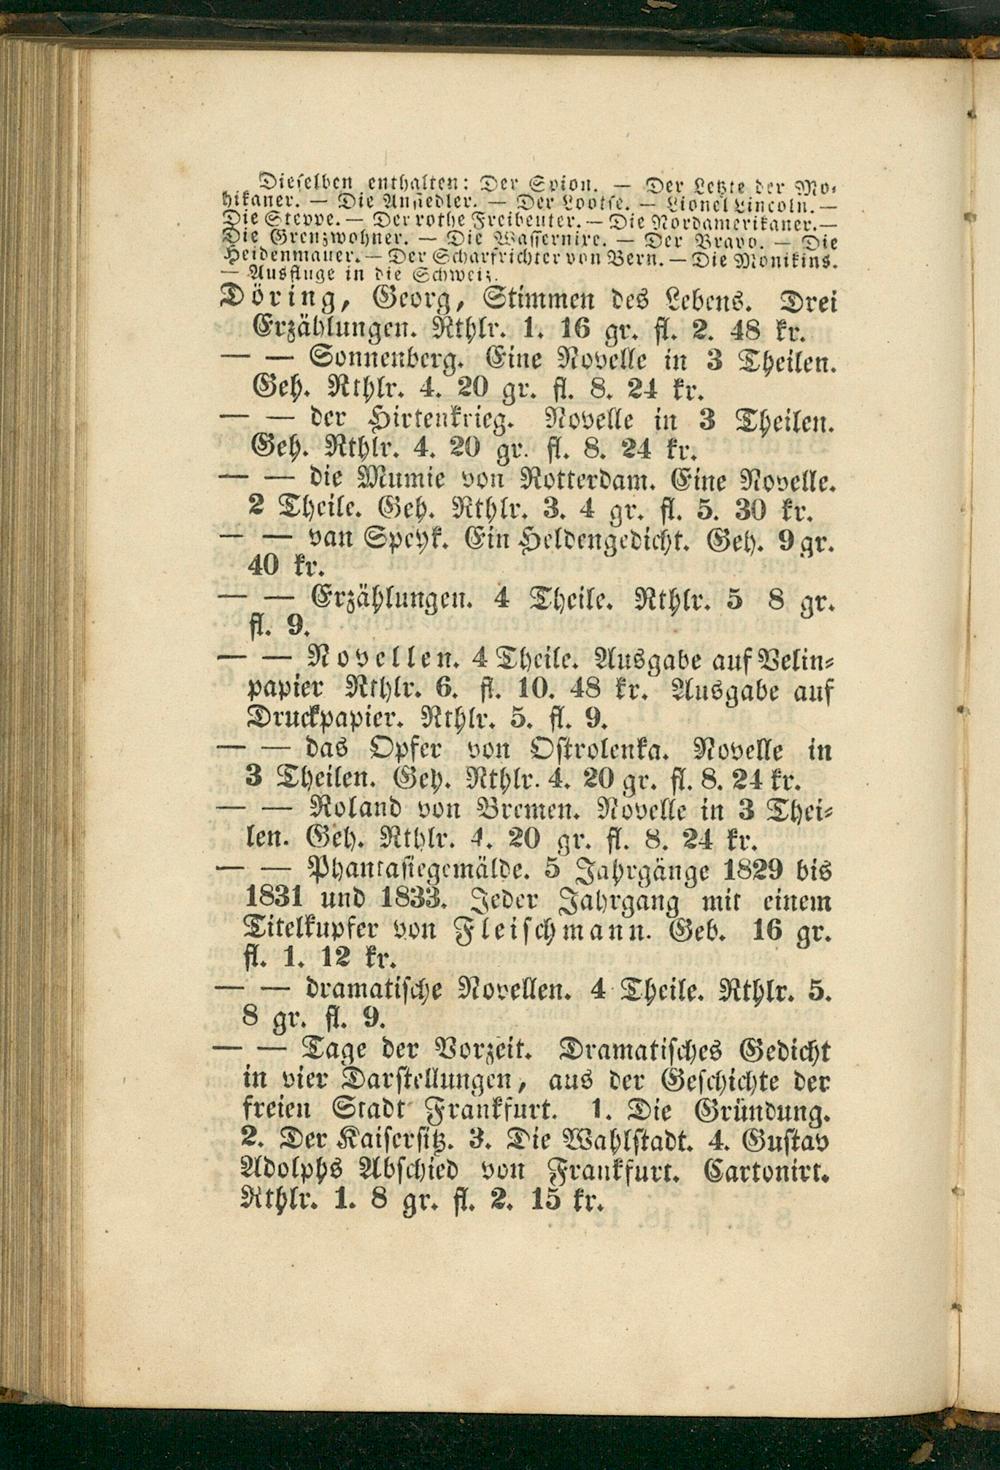 Dieselben enthalten: Der Spion. — Der Letzte der Mo-
hikaner. — Die Ansiedler. — Der Lootse. — Lionel Lincoln. —
Die Steppe. — Der rothe Freibeuter. — Die Nordamerikaner. —
Die Grenzwohner. — Die Wassernixe. — Der Bravo. — Die
Heidenmauer. — Der Scharfrichter von Bern. — Die Monikins.
— Ausflüge in die Schweiz.
Döring, Georg, Stimmen des Lebens. Drei
Erzählungen. Rthlr. 1. 16 gr. fl. 2. 48 kr.
— — Sonnenberg. Eine Novelle in 3 Theilen.
Geh. Rthlr. 4. 20 gr. fl. 8. 24 kr.
— — der Hirtenkrieg. Novelle in 3 Theilen.
Geh. Rthlr. 4. 20 gr. fl. 8. 24 kr.
— — die Mumie von Rotterdam. Eine Novelle.
2 Theile. Geh. Rthlr. 3. 4 gr. fl. 5. 30 kr.
— — van Speyk. Ein Heldengedicht. Geh. 9 gr.
40 kr.
— — Erzählungen. 4 Theile. Rthlr. 5 8 gr.
fl. 9.
— — Novellen. 4 Theile. Ausgabe auf Velin-
papier Rthlr. 6. fl. 10. 48 kr. Ausgabe auf
Druckpapier. Rthlr. 5. fl. 9.
— — das Opfer von Ostrolenka. Novelle in
3 Theilen. Geh. Rthlr. 4. 20 gr. fl. 8. 24 kr.
— — Roland von Bremen. Novelle in 3 Thei-
len. Geh. Rthlr. 4. 20 gr. fl. 8. 24 kr.
— — Phantasiegemälde. 5 Jahrgänge 1829 bis
1831 und 1833. Jeder Jahrgang mit einem
Titelkupfer von Fleischmann. Geb. 16 gr.
fl. 1. 12 kr.
— — dramatische Novellen. 4 Theile. Rthlr. 5.
8 gr. fl. 9.
— — Tage der Vorzeit. Dramatisches Gedicht
in vier Darstellungen, aus der Geschichte der
freien Stadt Frankfurt. 1. Die Gründung.
2. Der Kaisersitz. 3. Die Wahlstadt. 4. Gustav
Adolphs Abschied von Frankfurt. Cartonirt.
Rthlr. 1. 8 gr. fl. 2. 15 kr.